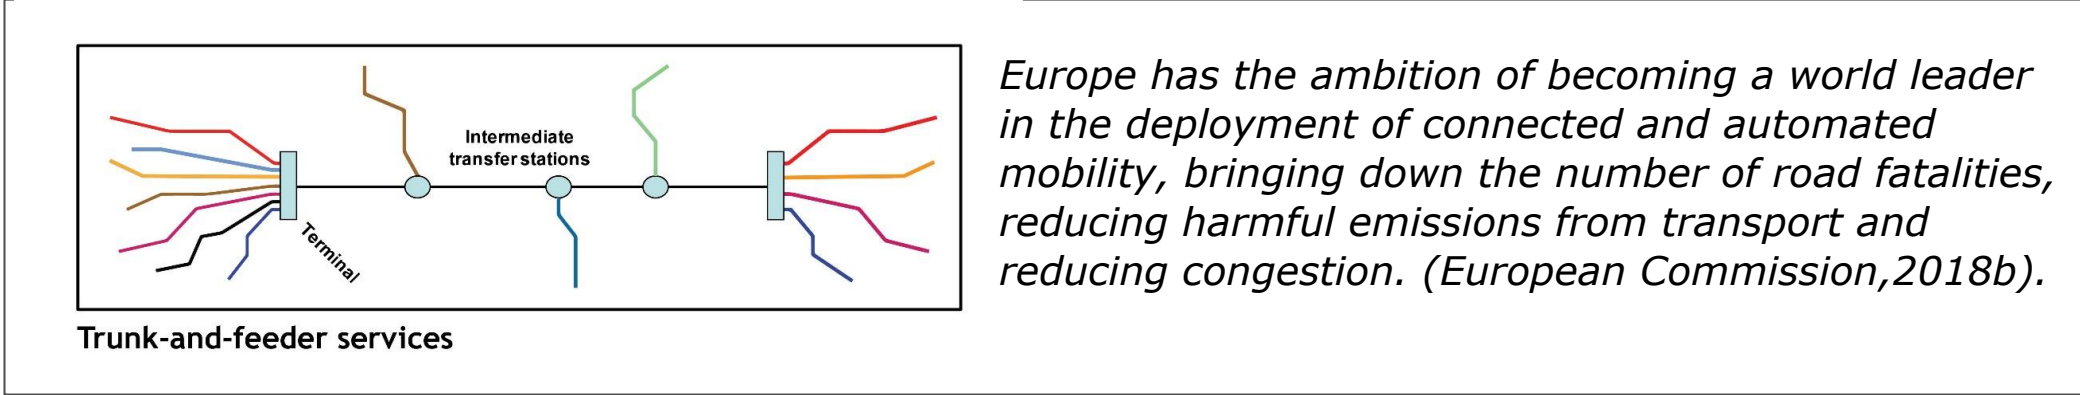 Intermediate
transfer stations
Terminal
Trunk-and-feeder services
Europe has the ambition of becoming a world leader
in the deployment of connected and automated
mobility, bringing down the number of road fatalities,
reducing harmful emissions from transport and
reducing congestion. (European Commission,2018b).